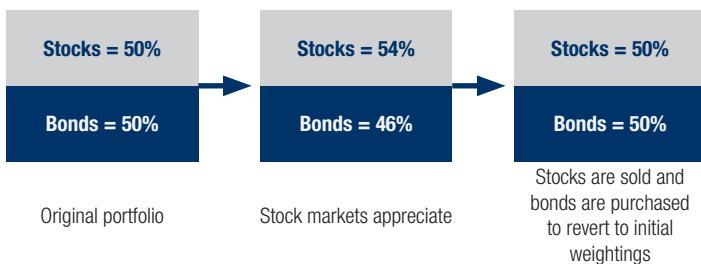 Stocks = 50%
Bonds = 50%
Original portfolio
Stocks = 54%
Bonds = 46%
Stock markets appreciate
Stocks = 50%
Bonds = 50%
Stocks are sold and
bonds are purchased
to revert to initial
weightings